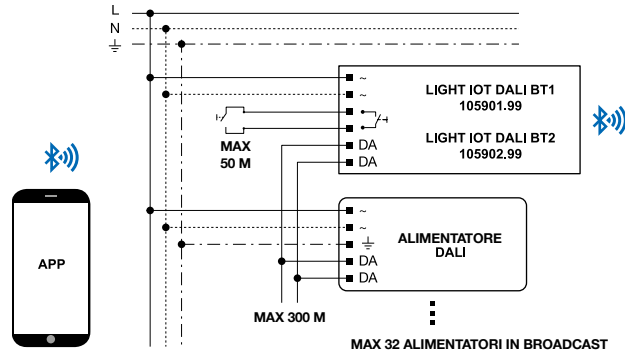 L
N
~
~
LIGHT IOT DALI BT1
105901.99
LIGHT IOT DALI BT2
105902.99
DA
DA
MAX
50 M
APP
~
~
ALIMENTATORE
DALI
DA
DA
MAX 300 M
MAX 32 ALIMENTATORI IN BROADCAST